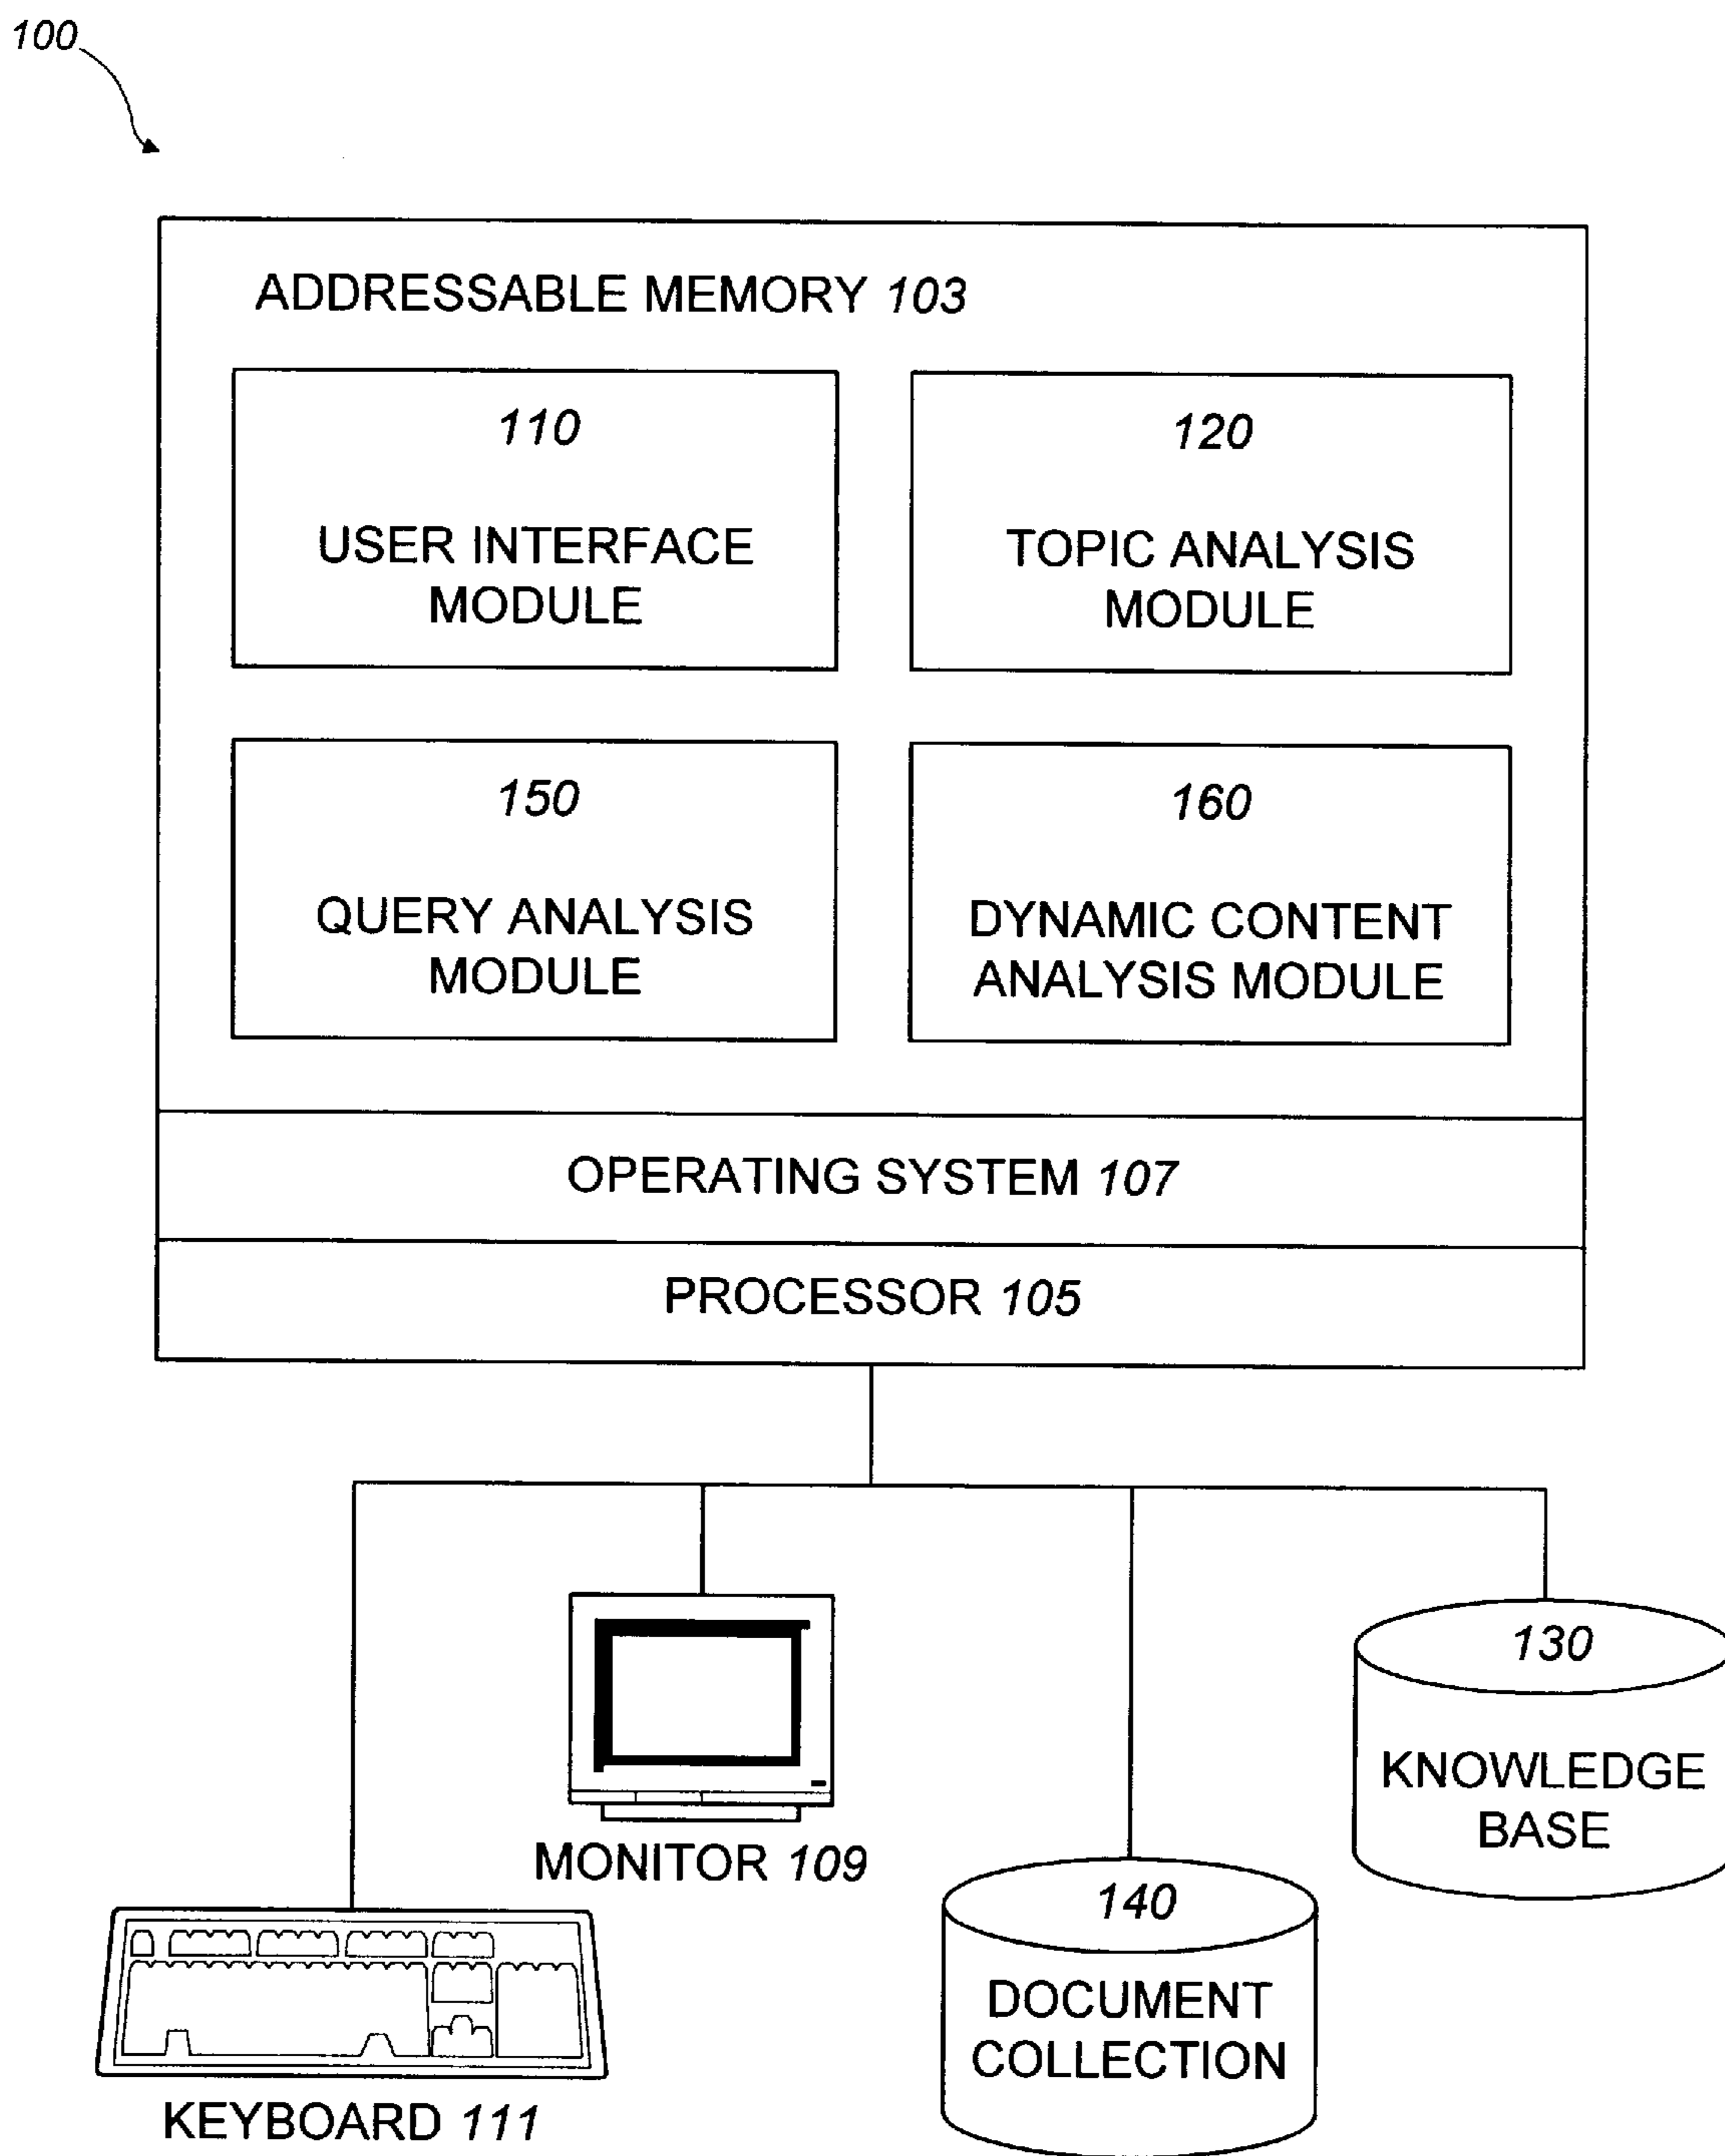 100
ADDRESSABLE MEMORY 103
110
USER INTERFACE
MODULE
120
TOPIC ANALYSIS
MODULE
150
QUERY ANALYSIS
MODULE
160
DYNAMIC CONTENT
ANALYSIS MODULE
OPERATING SYSTEM 107
PROCESSOR 105
130
KNOWLEDGE
BASE
MONITOR 109
140
DOCUMENT
COLLECTION
KEYBOARD 111